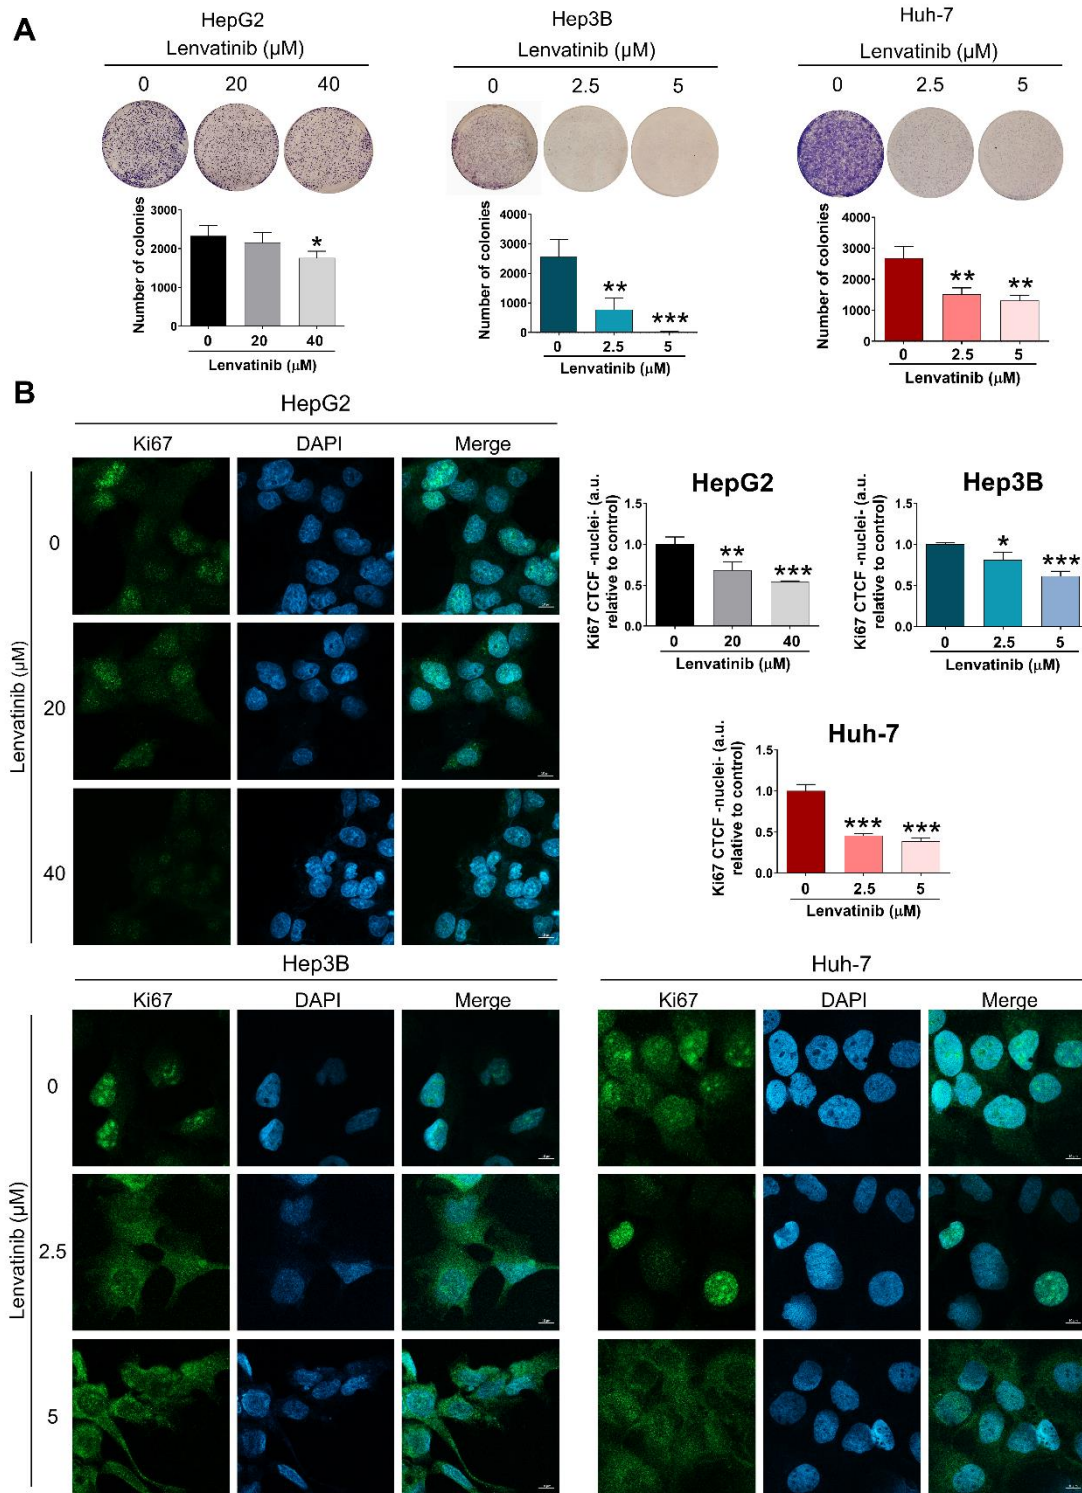 A
HepG2
Lenvatinib (µM)
0 20 40
Hep3B
Lenvatinib (µM)
0 2.5 5
Huh-7
Lenvatinib (µM)
0 2.5 5
Number of colonies
3000
2000
1000
0
*
0 20 40
Lenvatinib (µM)
Number of colonies
4000
3000
2000
1000
0
**
***
0 2.5 5
Lenvatinib (µM)
Number of colonies
4000
3000
2000
1000
0
**
**
0 2.5 5
Lenvatinib (µM)
B
HepG2
Ki67 DAPI Merge
Lenvatinib (µM)
0
20
40
HepG2
Ki67 CTCF -nuclei- (a.u.
relative to control)
1.5
1.0
0.5
0.0
**
***
0 20 40
Lenvatinib (µM)
Hep3B
Ki67 CTCF -nuclei- (a.u.
relative to control)
1.5
1.0
0.5
0.0
*
***
0 2.5 5
Lenvatinib (µM)
Huh-7
Ki67 CTCF -nuclei- (a.u.
relative to control)
1.5
1.0
0.5
0.0
***
***
0 2.5 5
Lenvatinib (µM)
Hep3B
Ki67 DAPI Merge
Lenvatinib (µM)
0
2.5
5
Huh-7
Ki67 DAPI Merge